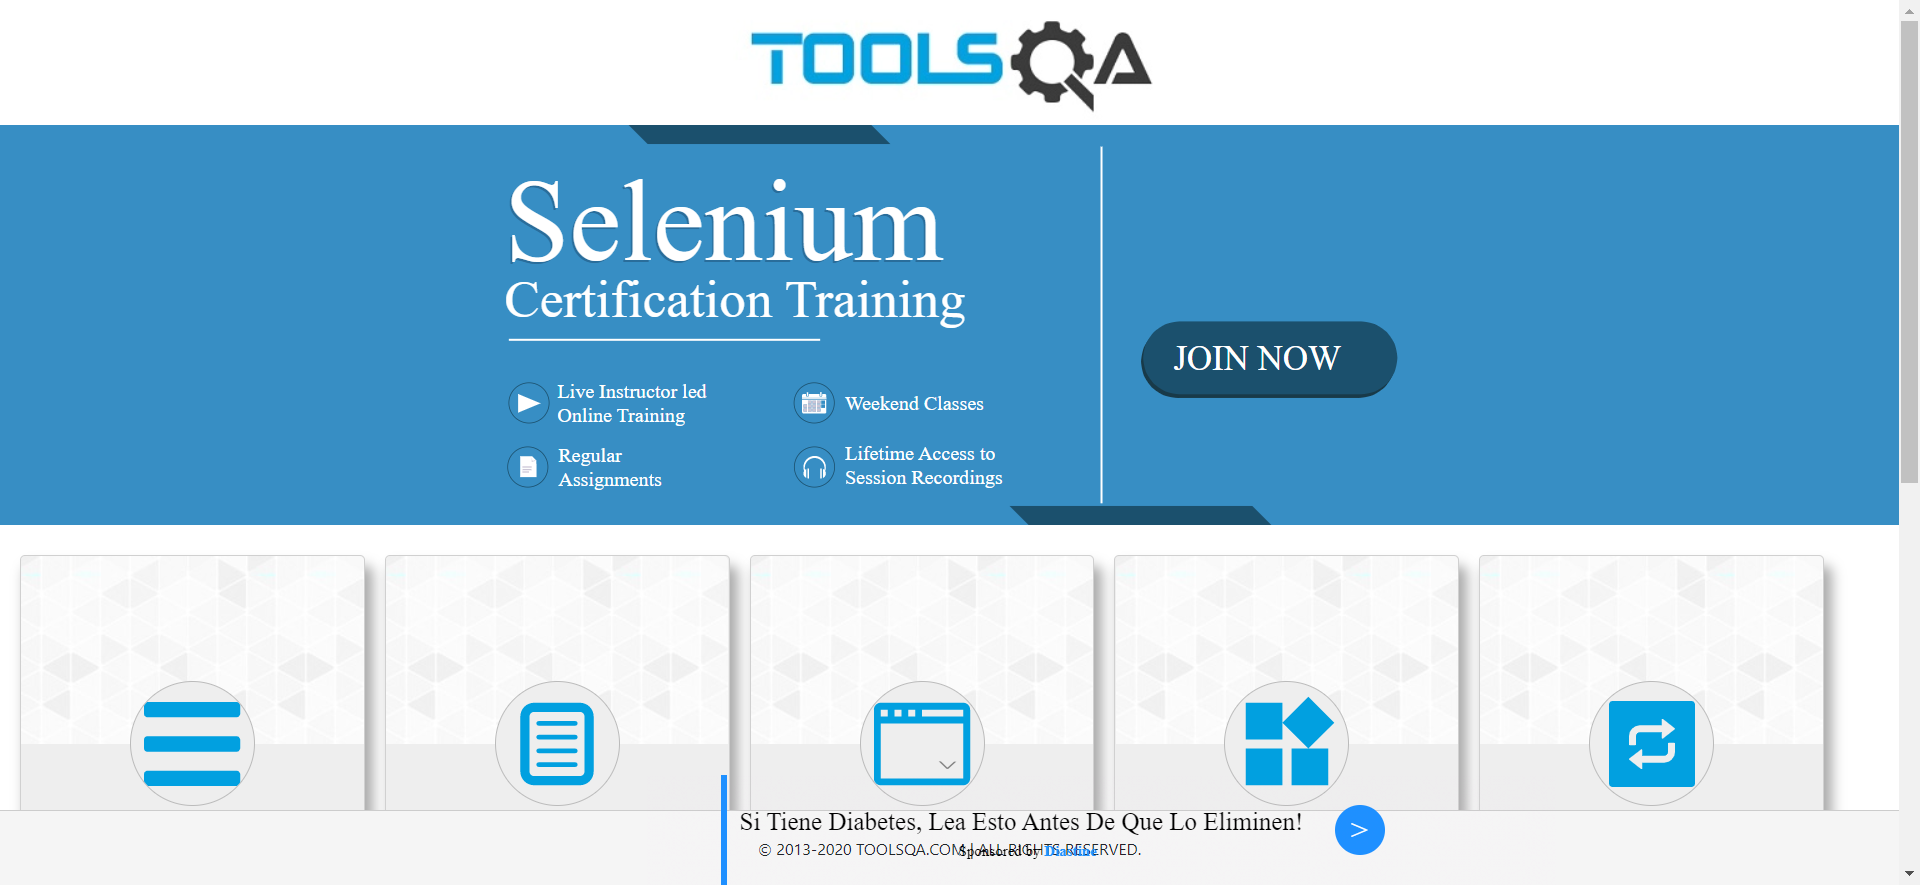 TOOLSQA
Selenium
Certification Training
Live Instructor led
Online Training
Weekend Classes
Regular
Assignments
Lifetime Access to
Session Recordings
JOIN NOW
Si Tiene Diabetes, Lea Esto Antes De Que Lo Eliminen!
>
© 2013-2020 TOOLSQA.COM | ALL RIGHTS RESERVED.
Sponsored by